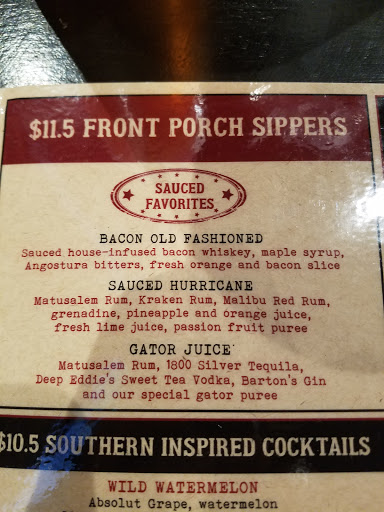 $11.5 FRONT PORCH SIPPERS
SAUCED
FAVORITES
BACON OLD FASHIONED
Sauced house-infused bacon whiskey, maple syrup,
Angostura bitters, fresh orange and bacon slice
SAUCED HURRICANE
Matusalem Rum, Kraken Rum, Malibu Red Rum,
grenadine, pineapple and orange juice,
fresh lime juice, passion fruit puree
GATOR JUICE
Matusalem Rum, 1800 Silver Tequila,
Deep Eddie's Sweet Tea Vodka, Barton's Gin
and our special gator puree
$10.5 SOUTHERN INSPIRED COCKTAILS
WILD WATERMELON
Absolut Grape, watermelon